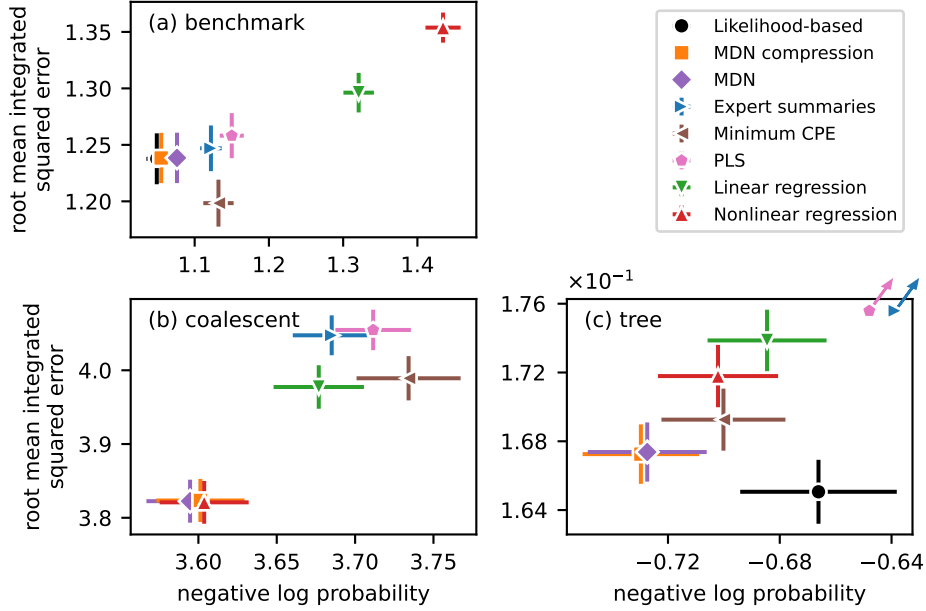 (a) benchmark
root mean integrated
squared error
1.35
1.30
1.25
1.20
1.1 1.2 1.3 1.4
Likelihood-based
MDN compression
MDN
Expert summaries
Minimum CPE
PLS
Linear regression
Nonlinear regression
(b) coalescent
root mean integrated
squared error
4.0
3.9
3.8
3.60 3.65 3.70 3.75
negative log probability
×10⁻¹
(c) tree
1.76
1.72
1.68
1.64
−0.72 −0.68 −0.64
negative log probability